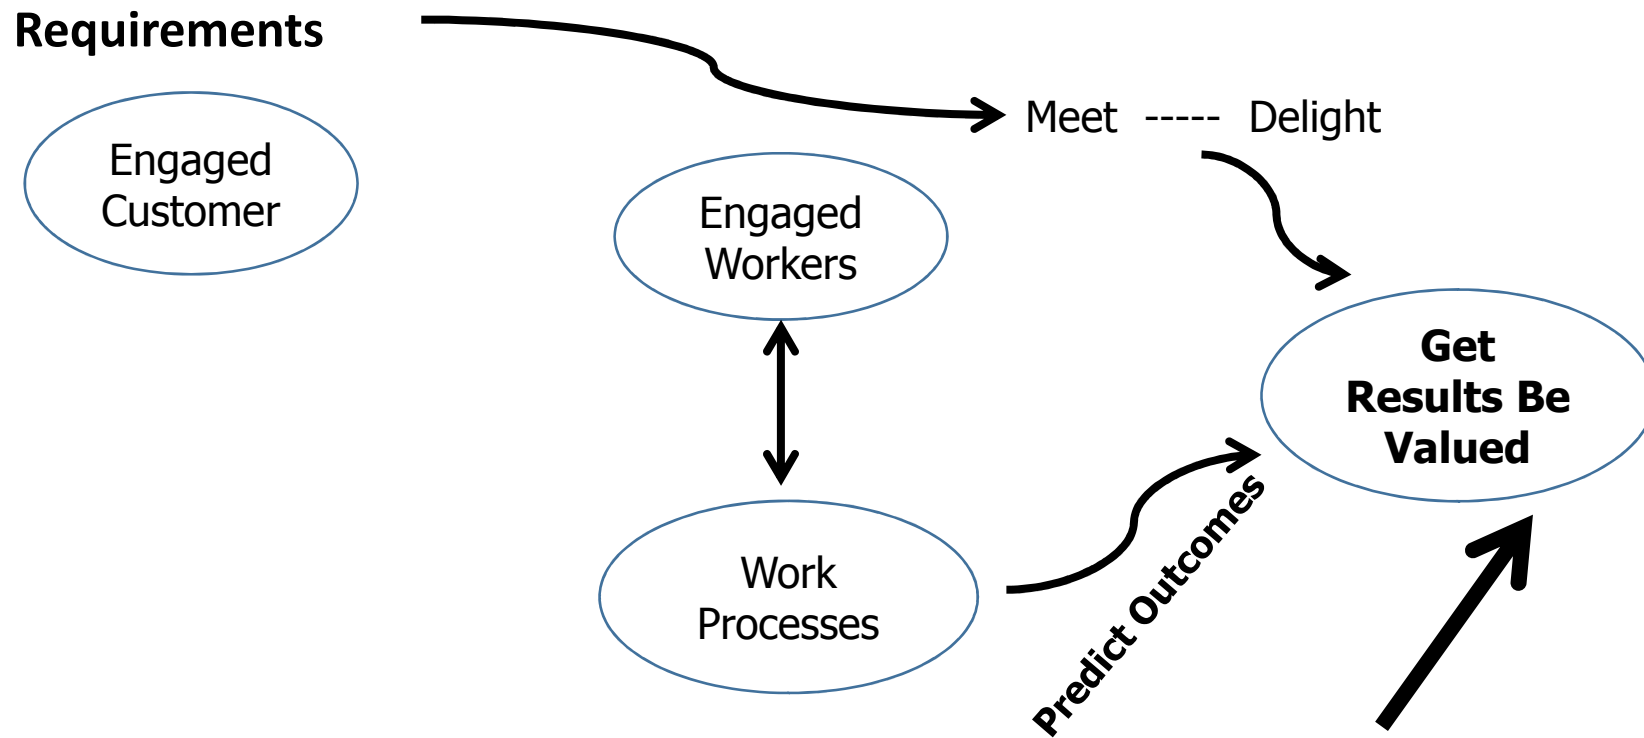 Requirements
Meet ----- Delight
Engaged
Customer
Engaged
Workers
Get
Results Be
Valued
Work
Processes
Predict Outcomes